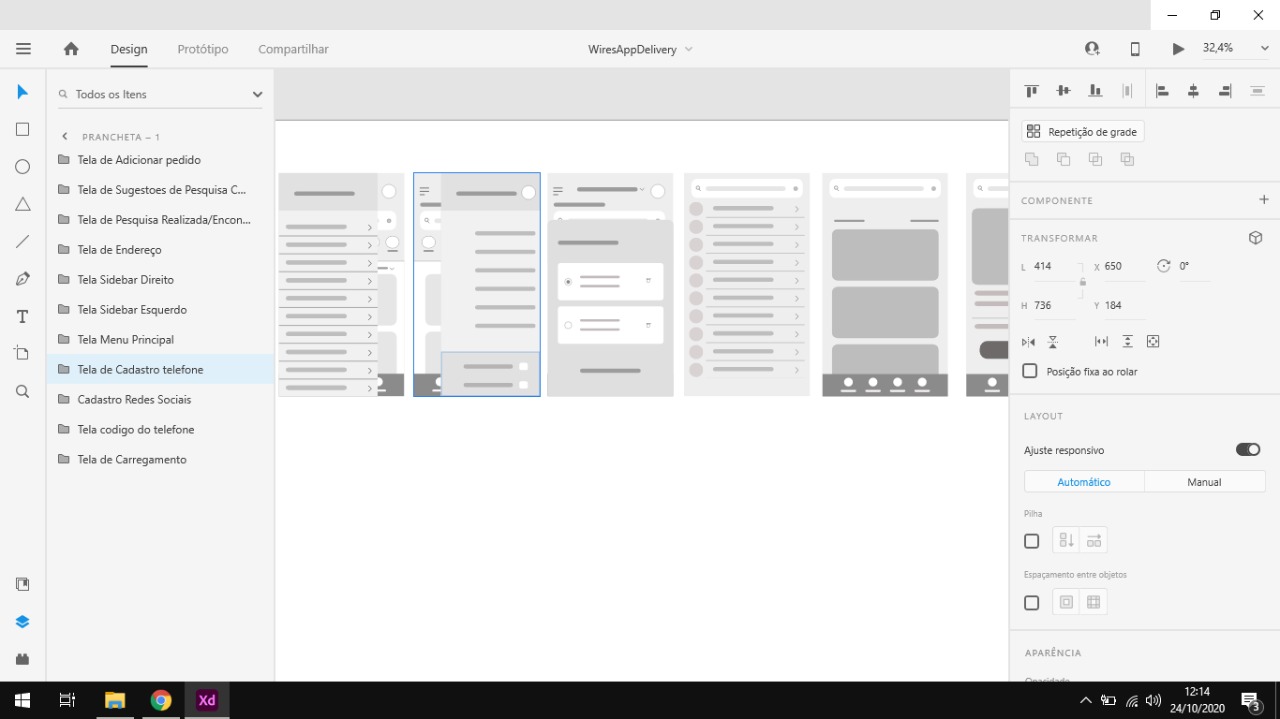 Design
Protótipo
Compartilhar
WiresAppDelivery
32,4%
Todos os Itens
PRANCHETA – 1
Tela de Adicionar pedido
Tela de Sugestoes de Pesquisa C...
Tela de Pesquisa Realizada/Encon...
Tela de Endereço
Tela Sidebar Direito
Tela Sidebar Esquerdo
Tela Menu Principal
Tela de Cadastro telefone
Cadastro Redes Sociais
Tela codigo do telefone
Tela de Carregamento
Repetição de grade
COMPONENTE
TRANSFORMAR
L 414 X 650 0°
H 736 Y 184
Posição fixa ao rolar
LAYOUT
Ajuste responsivo
Automático Manual
Pilha
Espaçamento entre objetos
APARÊNCIA
Opacidade
Xd
12:14
24/10/2020
3